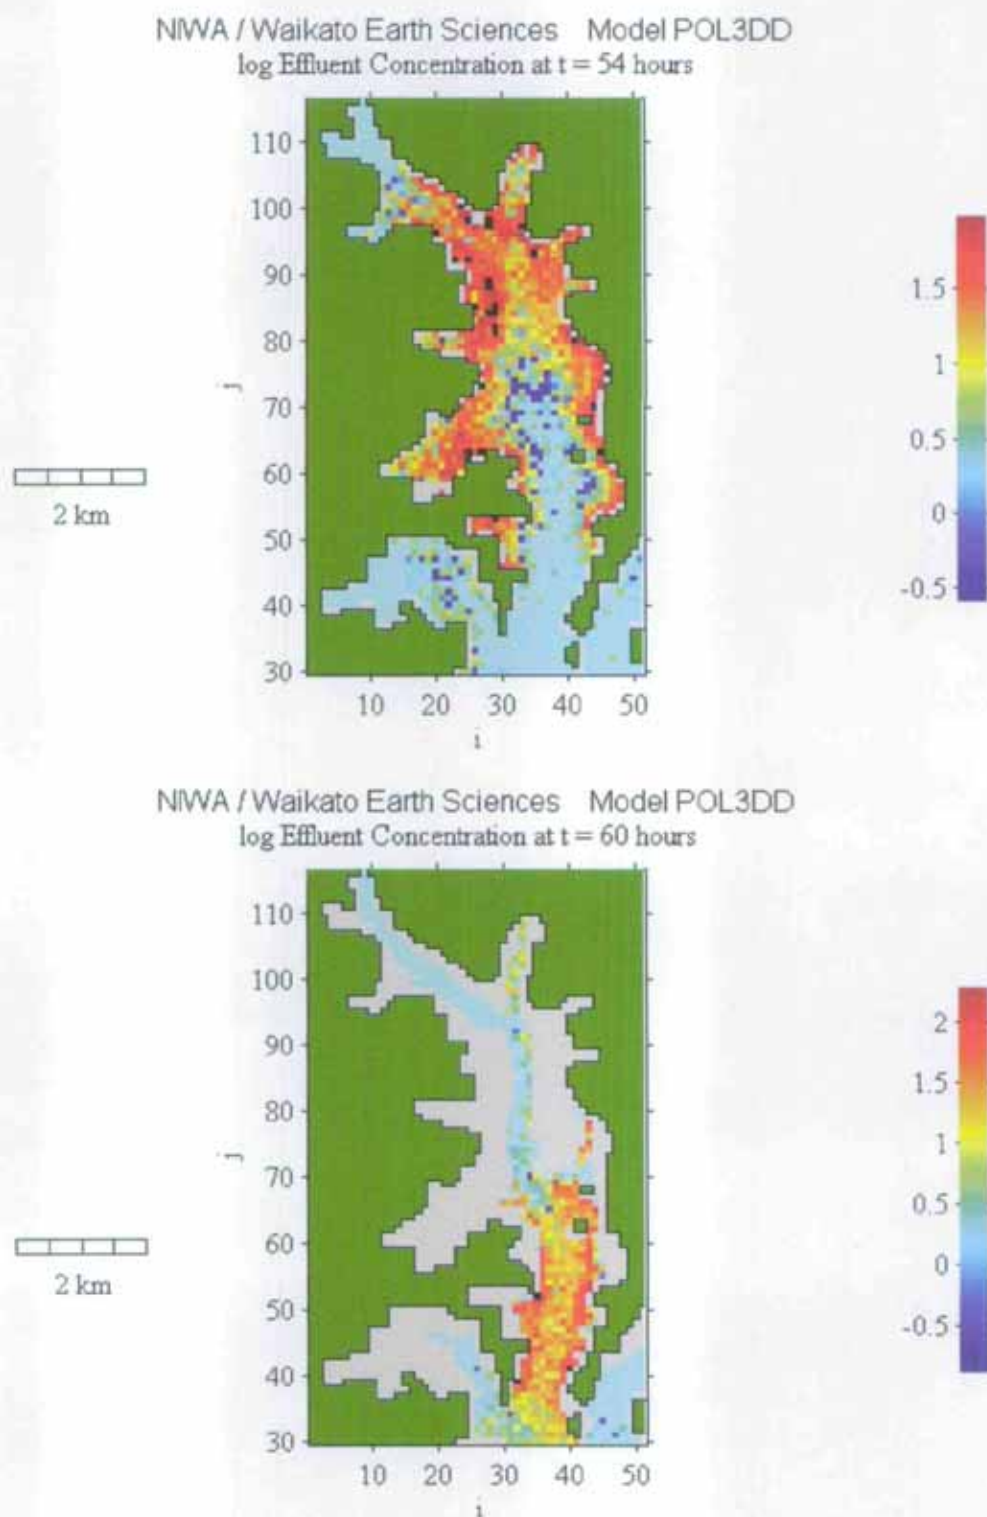 NIWA / Waikato Earth Sciences Model POL3DD
log Effluent Concentration at t = 54 hours
110
100
90
80
70
60
50
40
30
j
10 20 30 40 50
i
2 km
1.5
1
0.5
0
-0.5
NIWA / Waikato Earth Sciences Model POL3DD
log Effluent Concentration at t = 60 hours
110
100
90
80
70
60
50
40
30
j
10 20 30 40 50
i
2 km
2
1.5
1
0.5
0
-0.5